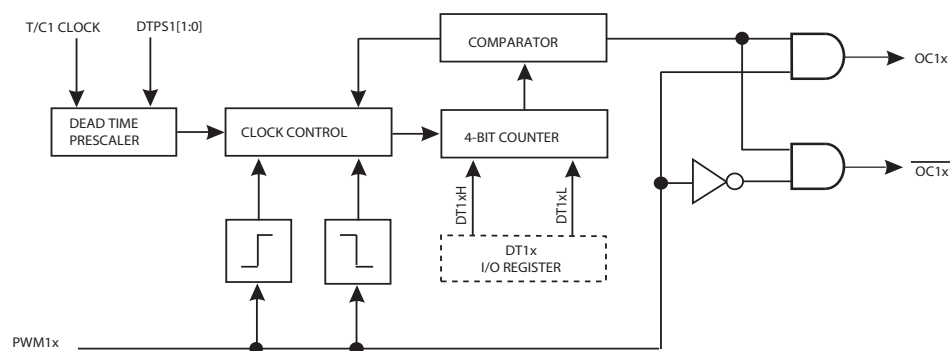 T/C1 CLOCK
DTPS1[1:0]
COMPARATOR
OC1x
DEAD TIME
PRESCALER
CLOCK CONTROL
4-BIT COUNTER
OC1x
DT1xH
DT1xL
DT1x
I/O REGISTER
PWM1x